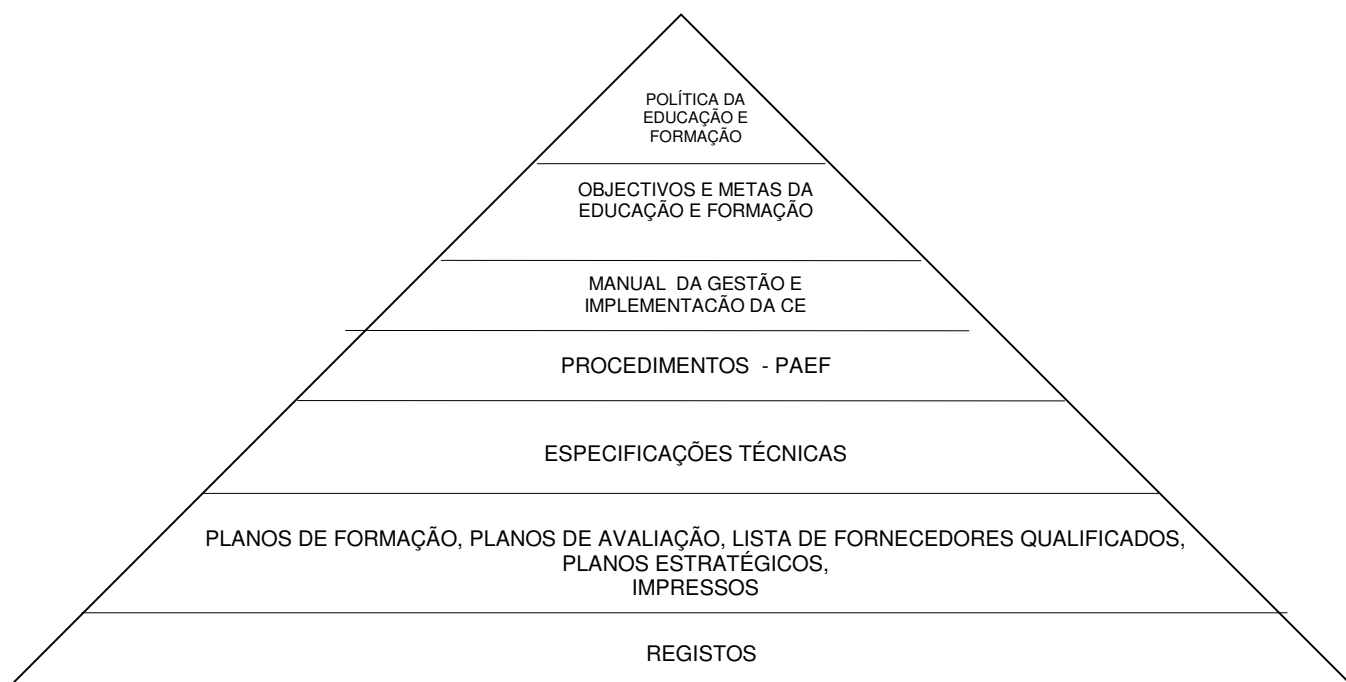 POLÍTICA DA
EDUCAÇÃO E
FORMAÇÃO
OBJECTIVOS E METAS DA
EDUCAÇÃO E FORMAÇÃO
MANUAL DA GESTÃO E
IMPLEMENTAÇÃO DA CE
PROCEDIMENTOS - PAEF
ESPECIFICAÇÕES TÉCNICAS
PLANOS DE FORMAÇÃO, PLANOS DE AVALIAÇÃO, LISTA DE FORNECEDORES QUALIFICADOS,
PLANOS ESTRATÉGICOS,
IMPRESSOS
REGISTOS